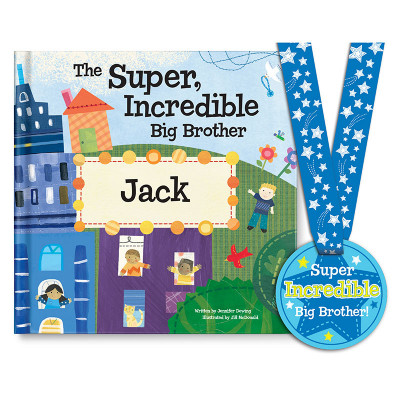 The Super,
Incredible
Big Brother
Jack
Written by Jennifer Dewing
Illustrated by Jill McDonald
Super
Incredible
Big Brother!